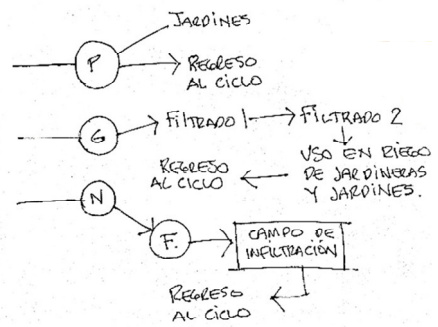 JARDINES
P
REGRESO
AL CICLO
G
FILTRADO 1
FILTRADO 2
USO EN RIEGO
DE JARDINERAS
Y JARDINES.
REGRESO
AL CICLO
N
F.
CAMPO DE
INFILTRACIÓN
REGRESO
AL CICLO